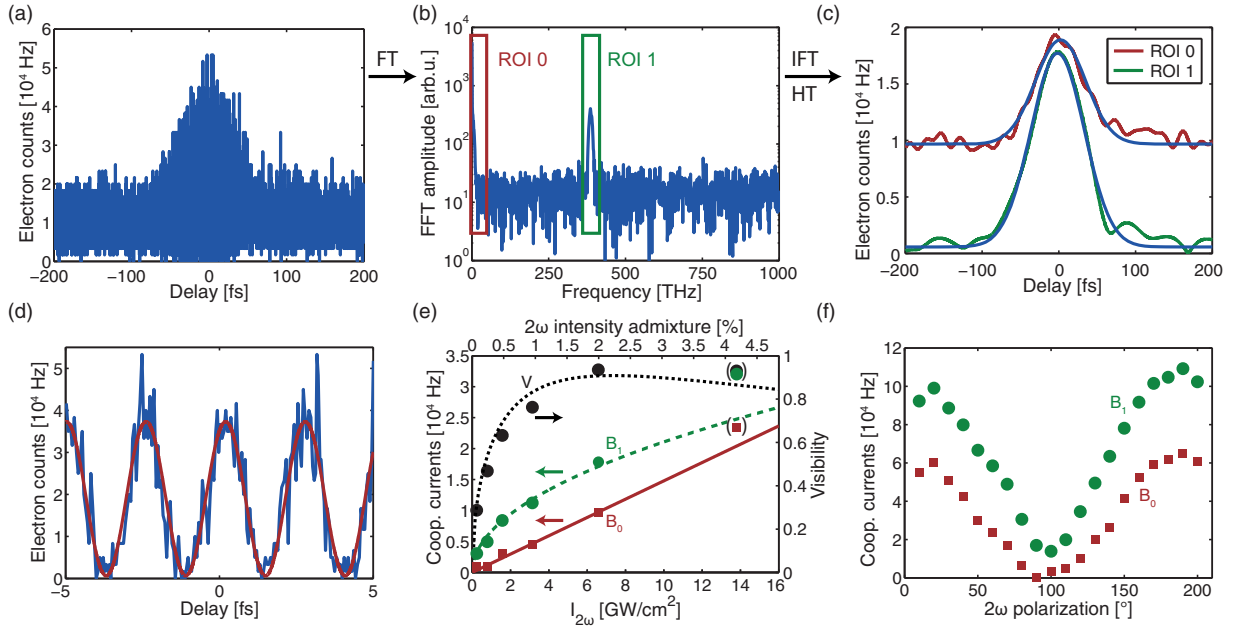 (a)
Electron counts [10⁴ Hz]
6
5
4
3
2
1
0
−200 −100 0 100 200
Delay [fs]
FT
(b)
FFT amplitude [arb.u.]
10⁵
10⁴
10³
10²
10¹
10⁰
ROI 0
ROI 1
0 250 500 750 1000
Frequency [THz]
IFT
HT
(c)
Electron counts [10⁴ Hz]
2
1.5
1
0.5
0
ROI 0
ROI 1
−200 −100 0 100 200
Delay [fs]
(d)
Electron counts [10⁴ Hz]
5
4
3
2
1
0
−5 0 5
Delay [fs]
(e)
2ω intensity admixture [%]
0 0.5 1 1.5 2 2.5 3 3.5 4 4.5
Coop. currents [10⁴ Hz]
3.5
3
2.5
2
1.5
1
0.5
0
V
B₁
B₀
( )
( )
1
0.8
0.6
0.4
0.2
0
Visibility
0 2 4 6 8 10 12 14 16
I₂ω [GW/cm²]
(f)
Coop. currents [10⁴ Hz]
12
10
8
6
4
2
0
B₁
B₀
0 50 100 150 200
2ω polarization [°]